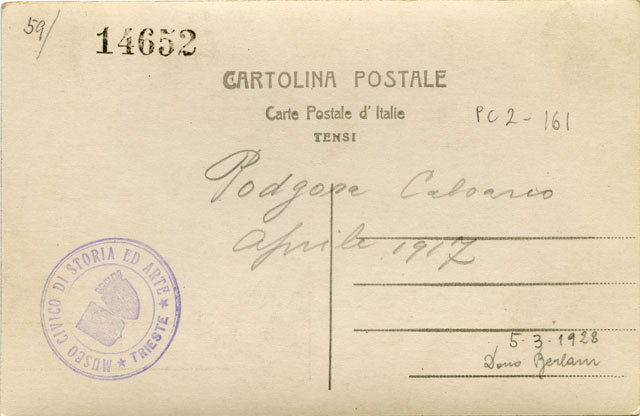 59/
14652
CARTOLINA POSTALE
Carte Postale d'Italie
TENSI
PC2-161
Podgora Calvario
Aprile 1917
MUSEO CIVICO DI STORIA ED ARTE
★ TRIESTE ★
5-3-1928
Dono